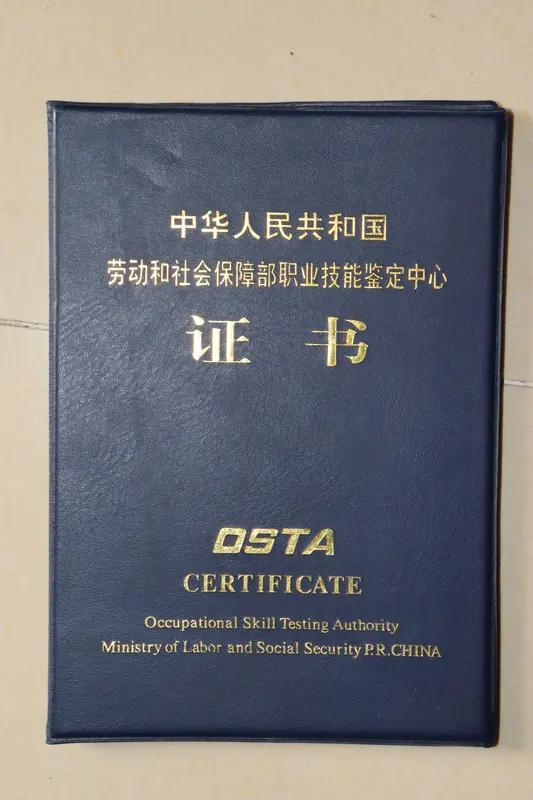 中华人民共和国
劳动和社会保障部职业技能鉴定中心
证 书
OSTA
CERTIFICATE
Occupational Skill Testing Authority
Ministry of Labor and Social Security P.R.CHINA